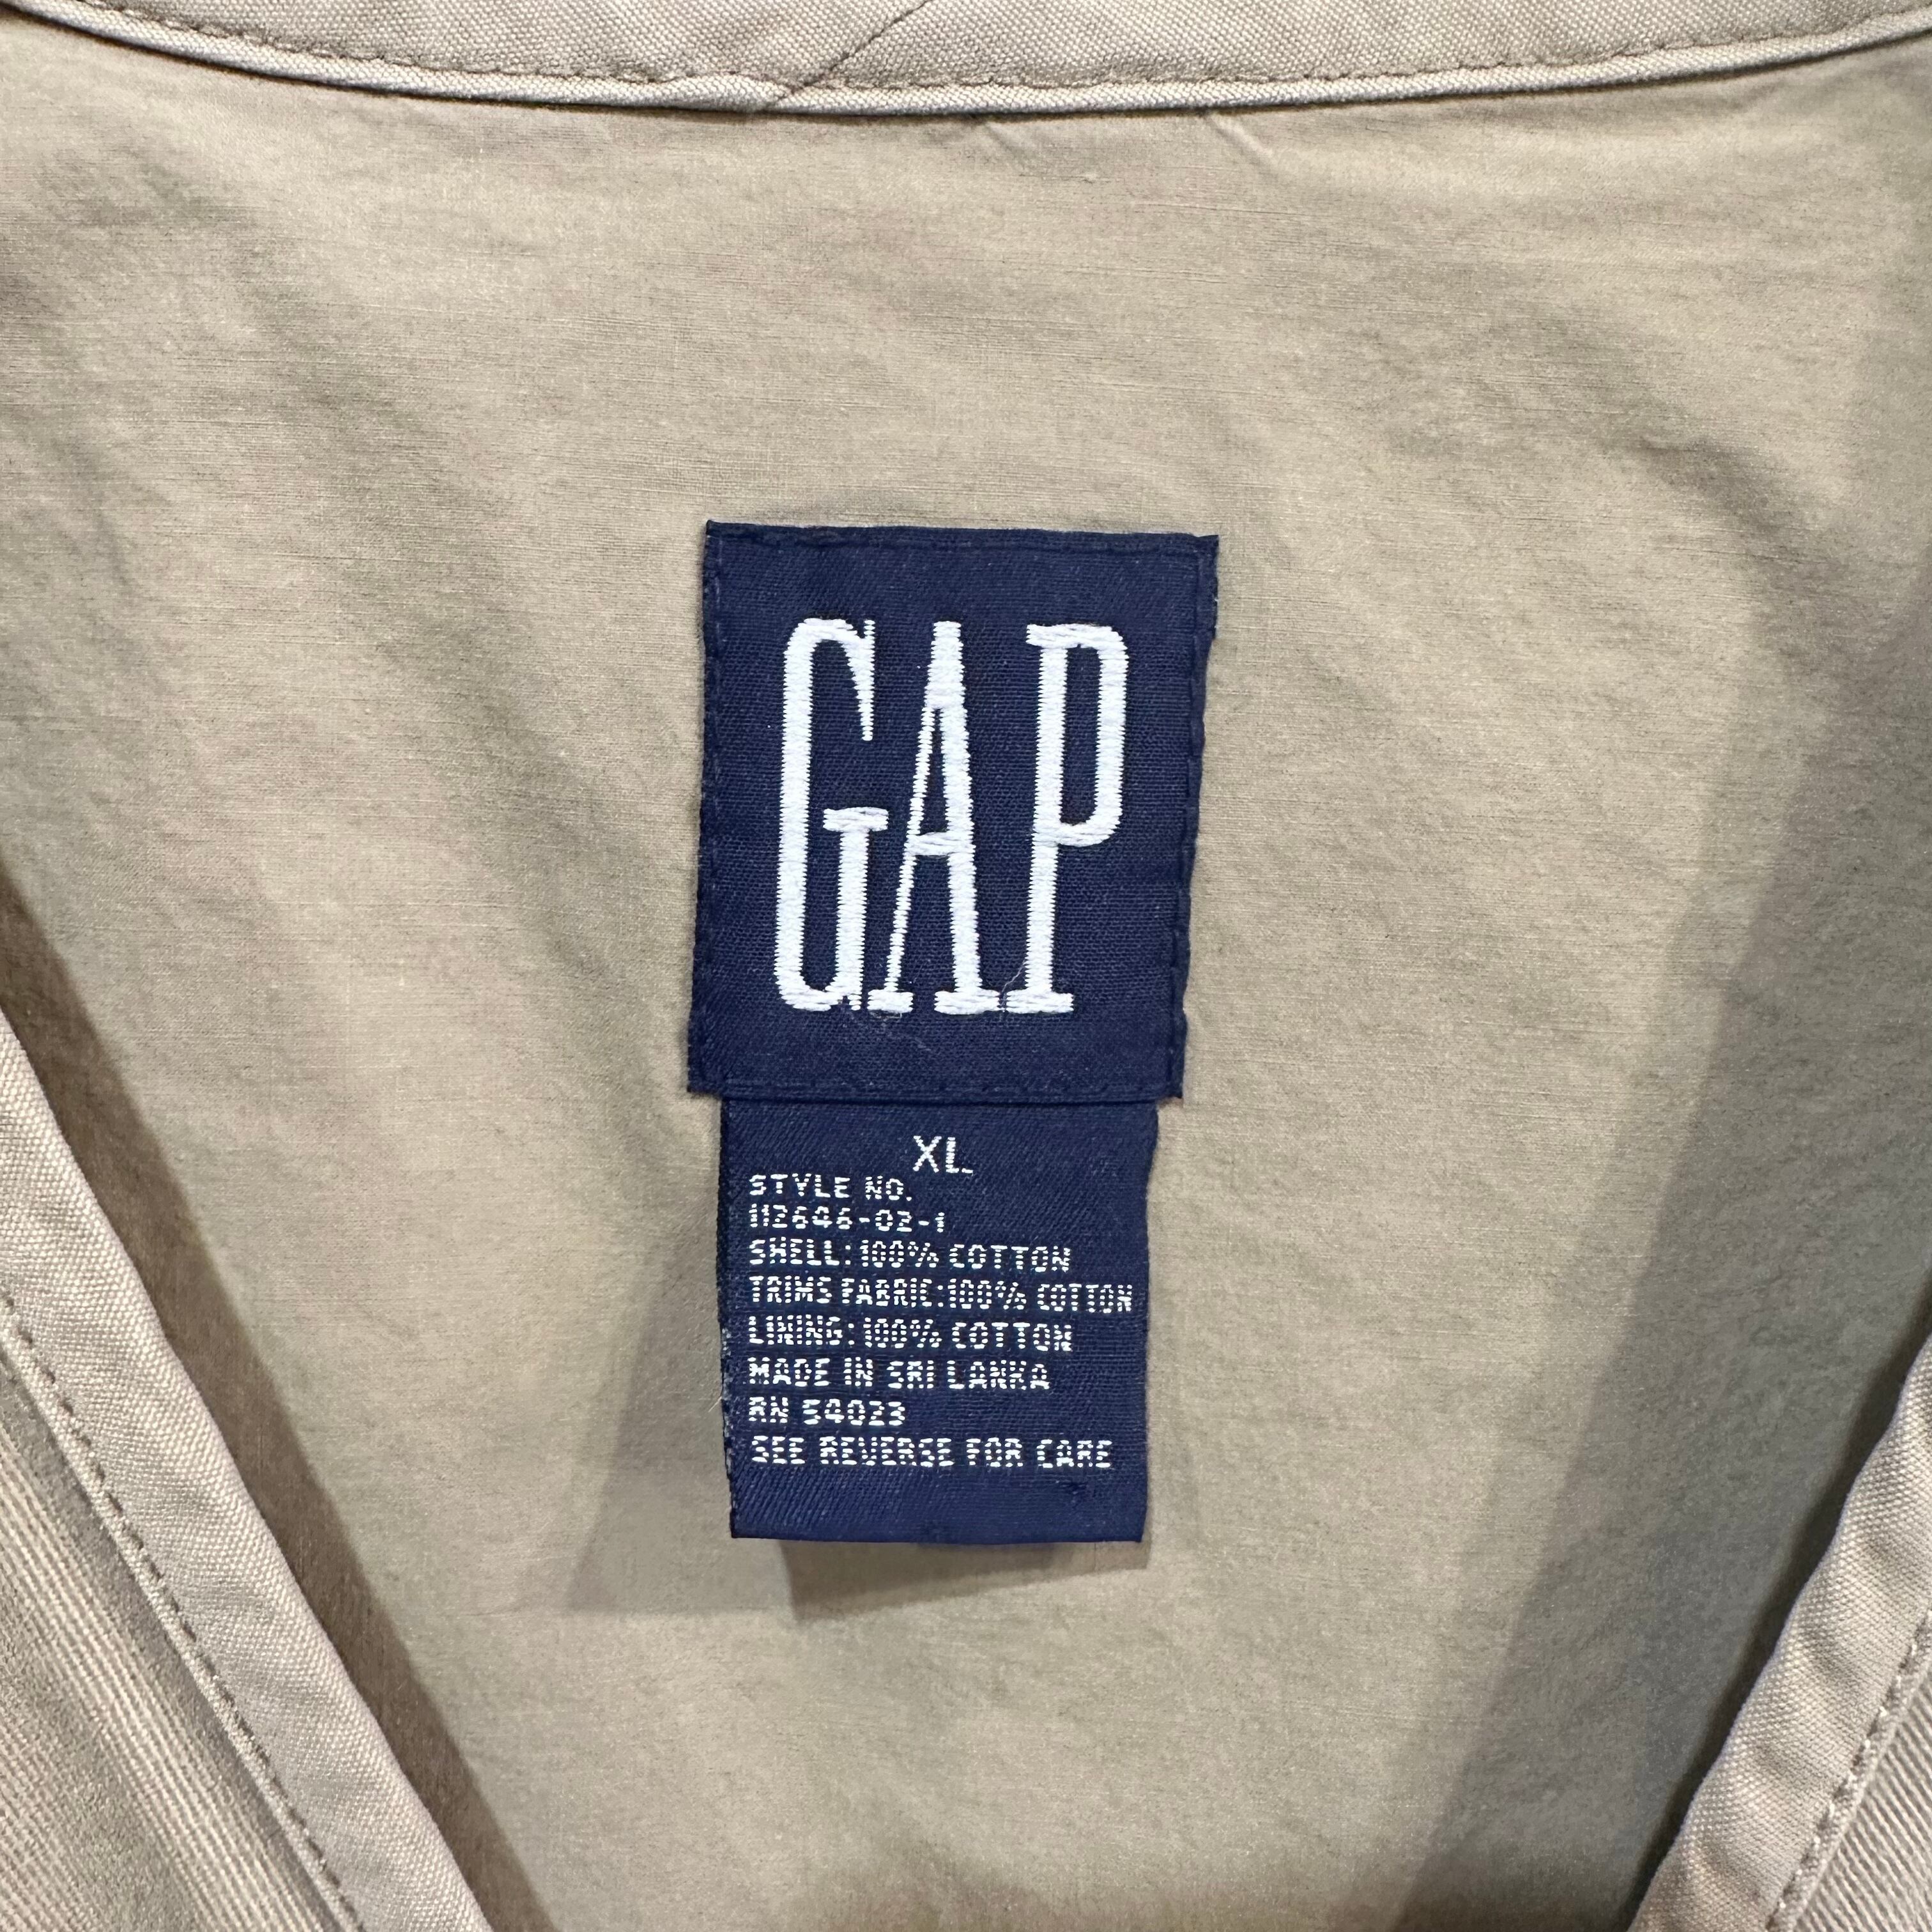 GAP
XL
STYLE NO.
112646-02-1
SHELL: 100% COTTON
TRIMS FABRIC: 100% COTTON
LINING: 100% COTTON
MADE IN SRI LANKA
RN 54023
SEE REVERSE FOR CARE